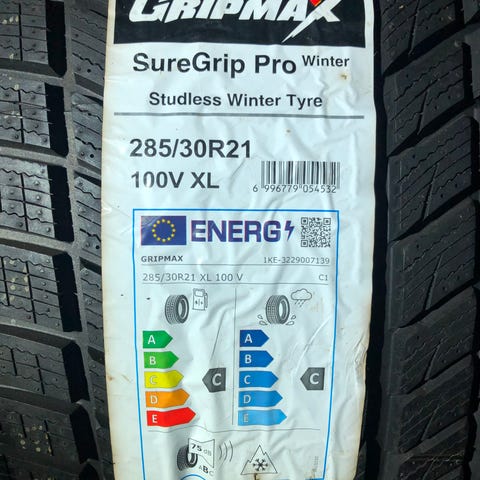 GRIPMAX
SureGrip Pro Winter
Studless Winter Tyre
285/30R21
100V XL
6 996779 054532
ENERG
GRIPMAX
1KE-3229007139
285/30R21 XL 100 V
C1
A
B
C
D
E
C
A
B
C
D
E
C
75 dB
ABC